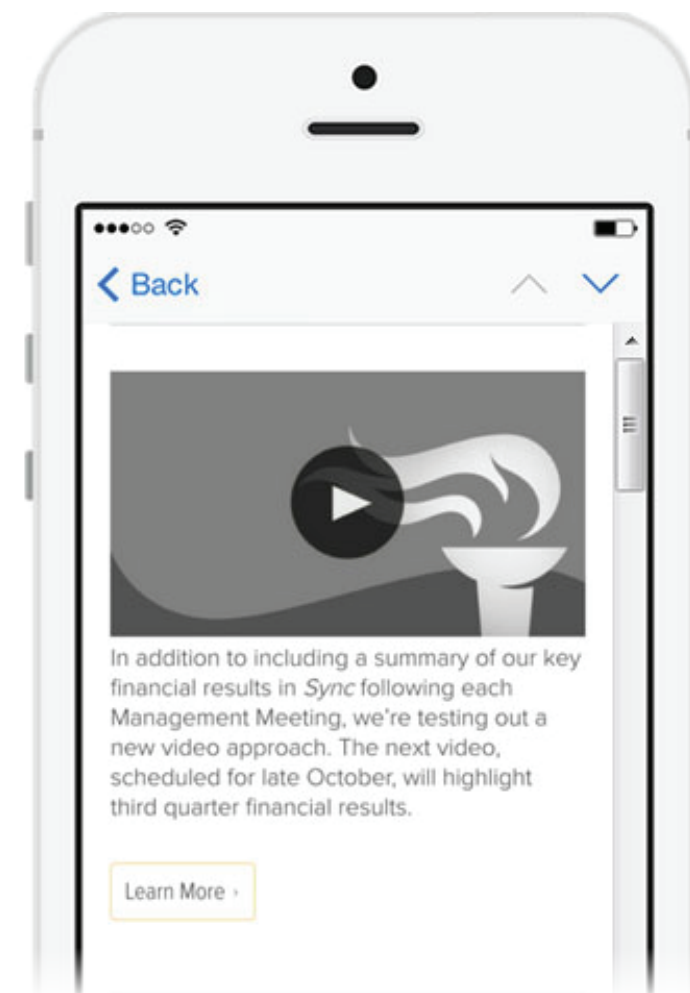 Back
In addition to including a summary of our key
financial results in Sync following each
Management Meeting, we're testing out a
new video approach. The next video,
scheduled for late October, will highlight
third quarter financial results.
Learn More ›